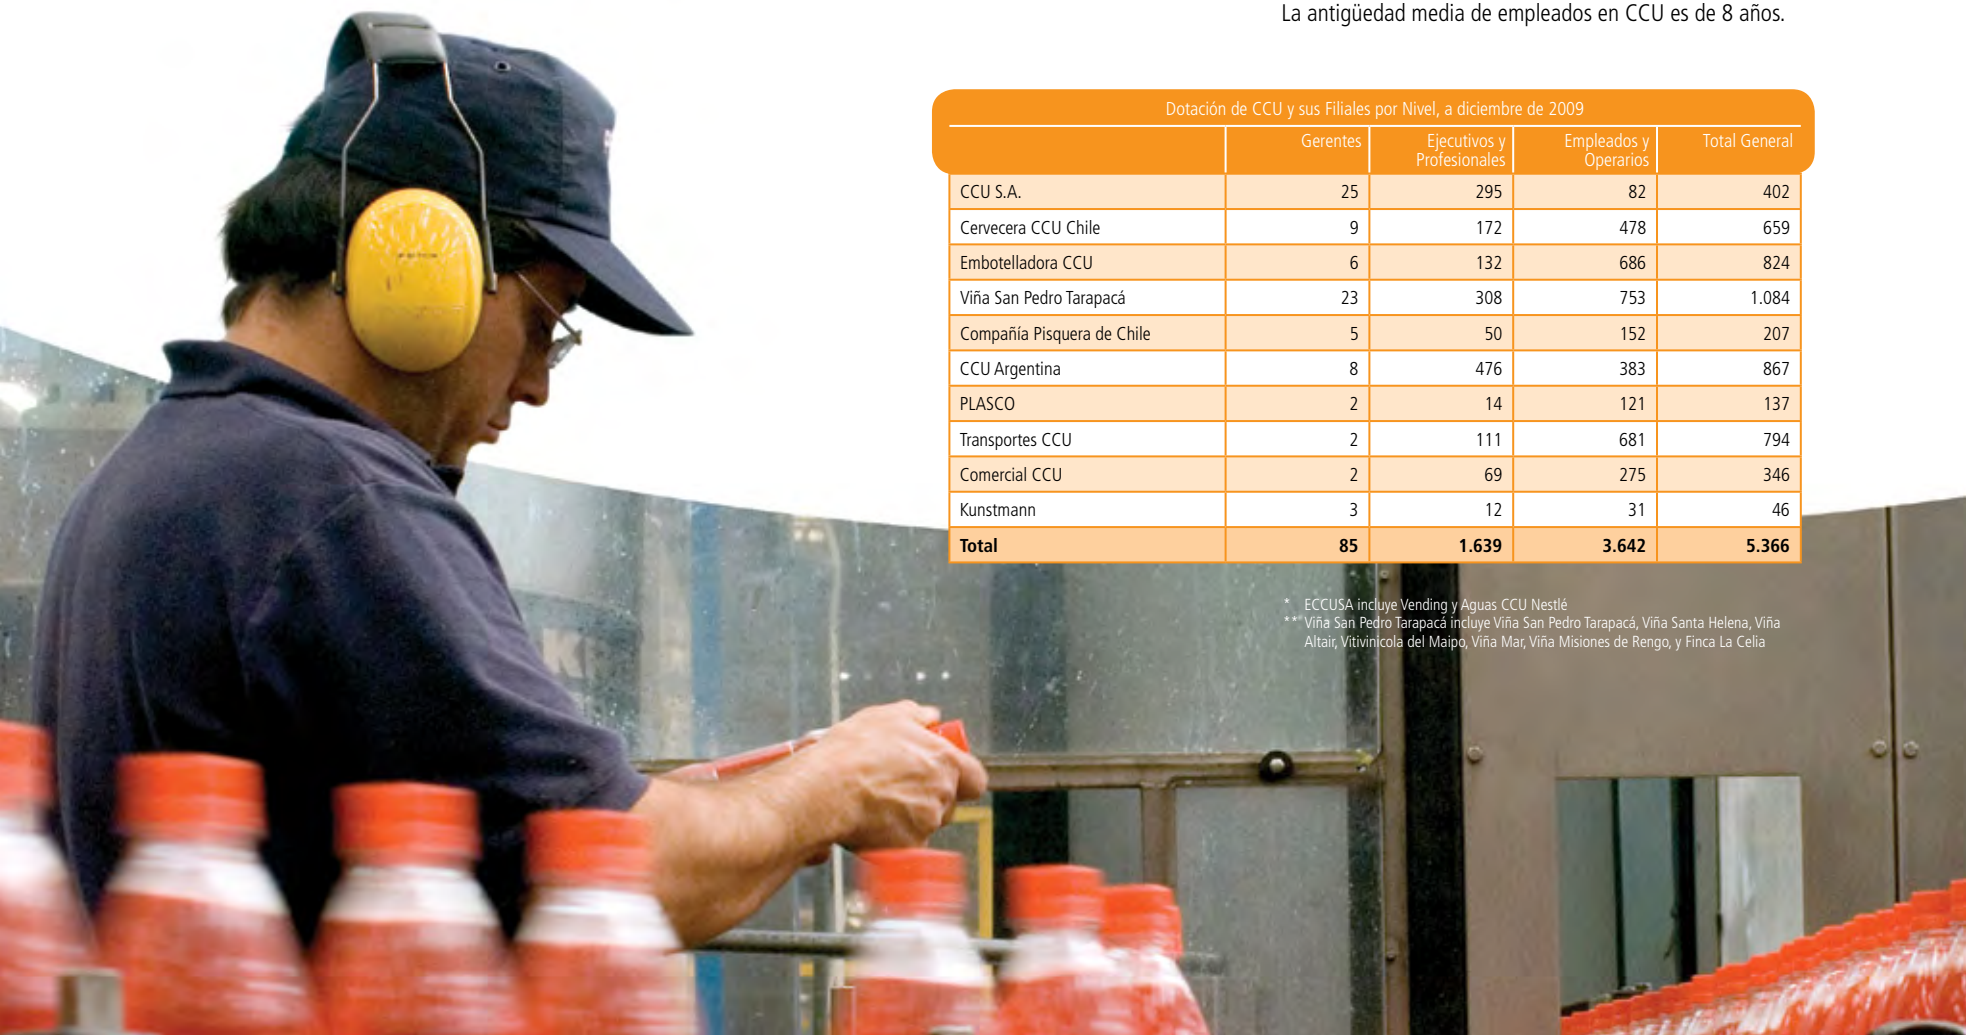 La antigüedad media de empleados en CCU es de 8 años.
Dotación de CCU y sus Filiales por Nivel, a diciembre de 2009
Gerentes Ejecutivos y Profesionales Empleados y Operarios Total General
CCU S.A. 25 295 82 402
Cervecera CCU Chile 9 172 478 659
Embotelladora CCU 6 132 686 824
Viña San Pedro Tarapacá 23 308 753 1.084
Compañía Pisquera de Chile 5 50 152 207
CCU Argentina 8 476 383 867
PLASCO 2 14 121 137
Transportes CCU 2 111 681 794
Comercial CCU 2 69 275 346
Kunstmann 3 12 31 46
Total 85 1.639 3.642 5.366
* ECCUSA incluye Vending y Aguas CCU Nestlé
** Viña San Pedro Tarapacá incluye Viña San Pedro Tarapacá, Viña Santa Helena, Viña
Altair, Vitivinícola del Maipo, Viña Mar, Viña Misiones de Rengo, y Finca La Celia